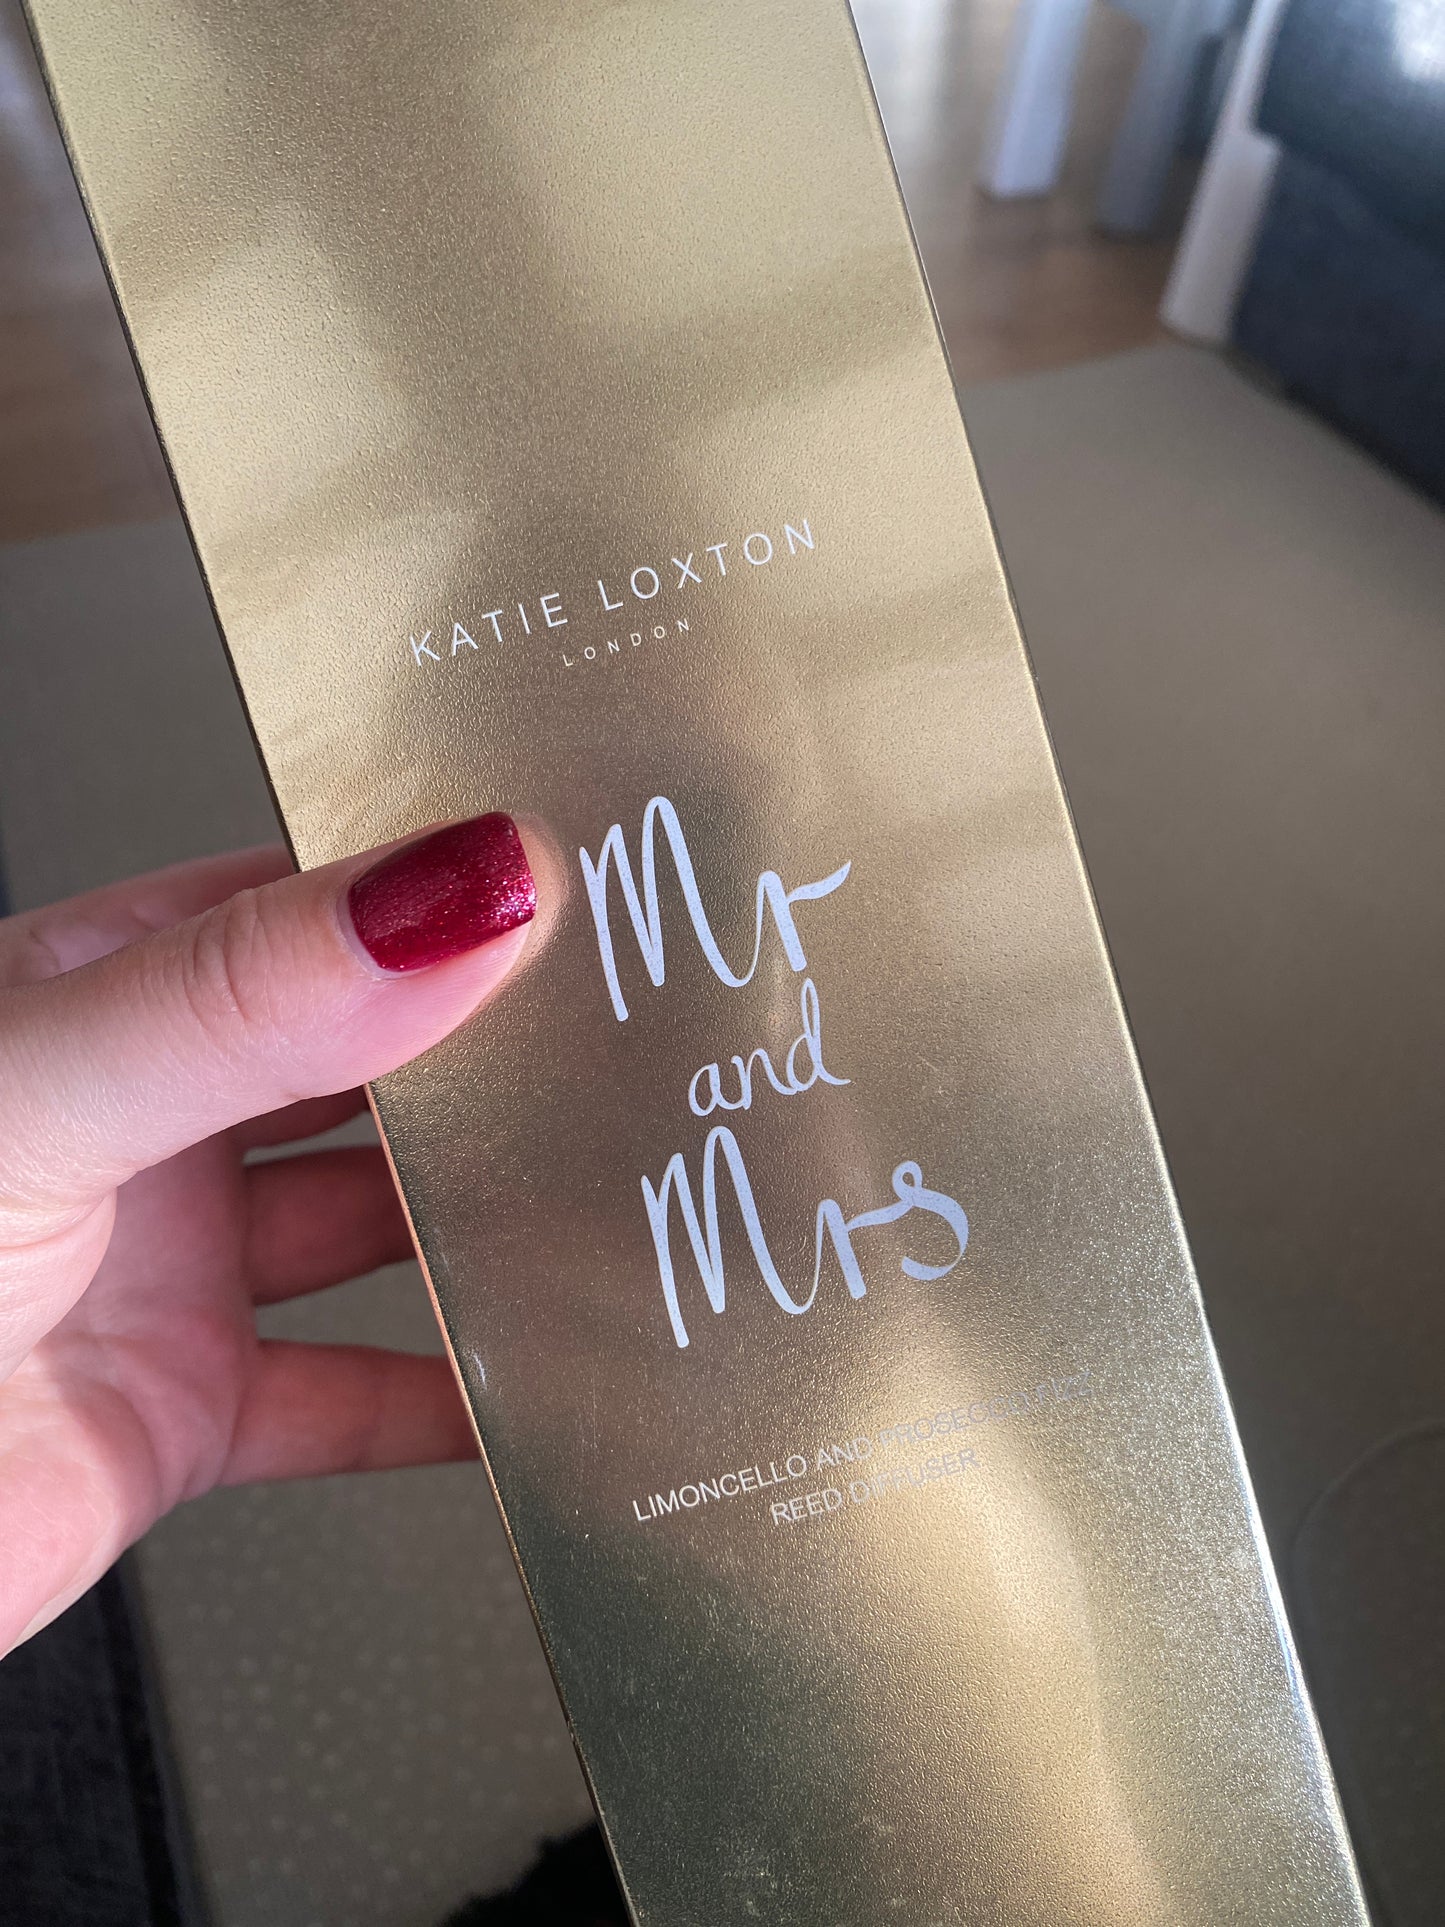 KATIE LOXTON
LONDON
Mr
and
Mrs
LIMONCELLO AND PROSECCO FIZZ
REED DIFFUSER